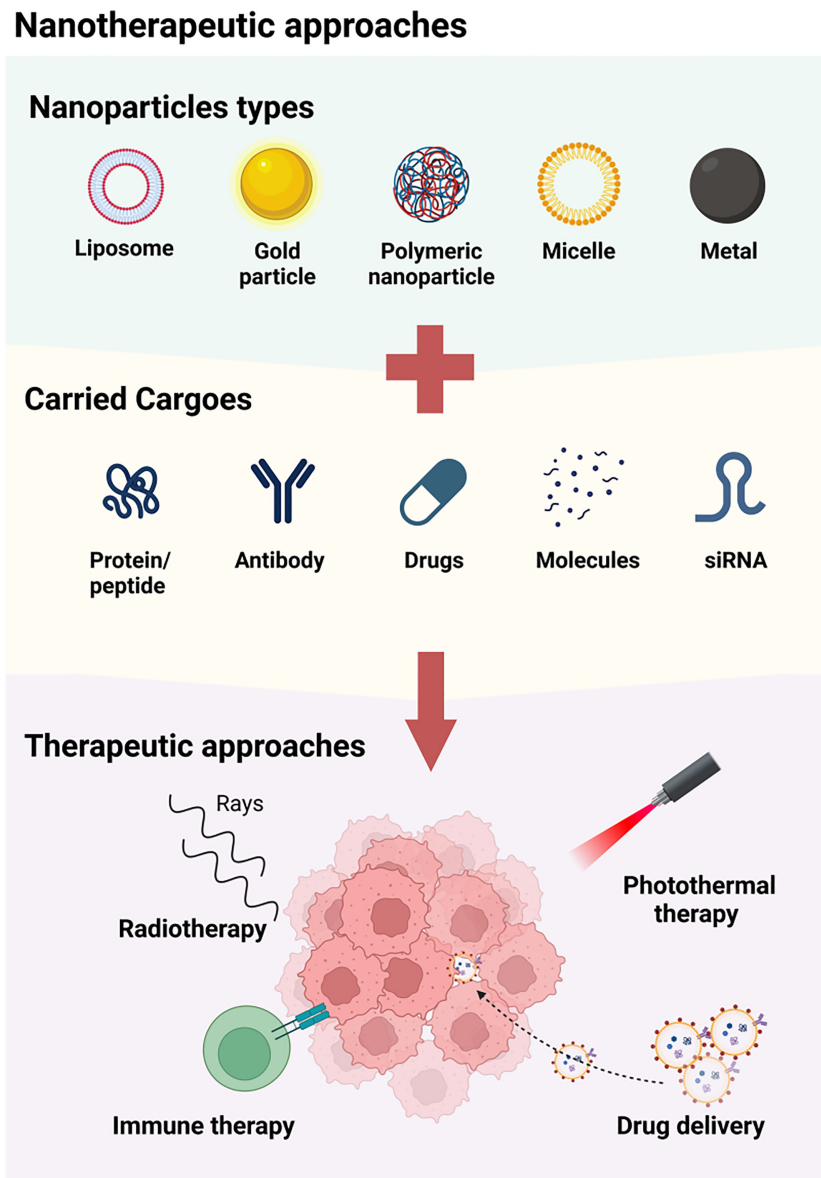 Nanotherapeutic approaches
Nanoparticles types
Liposome
Gold
particle
Polymeric
nanoparticle
Micelle
Metal
Carried Cargoes
Protein/
peptide
Antibody
Drugs
Molecules
siRNA
Therapeutic approaches
Rays
Radiotherapy
Photothermal
therapy
Immune therapy
Drug delivery